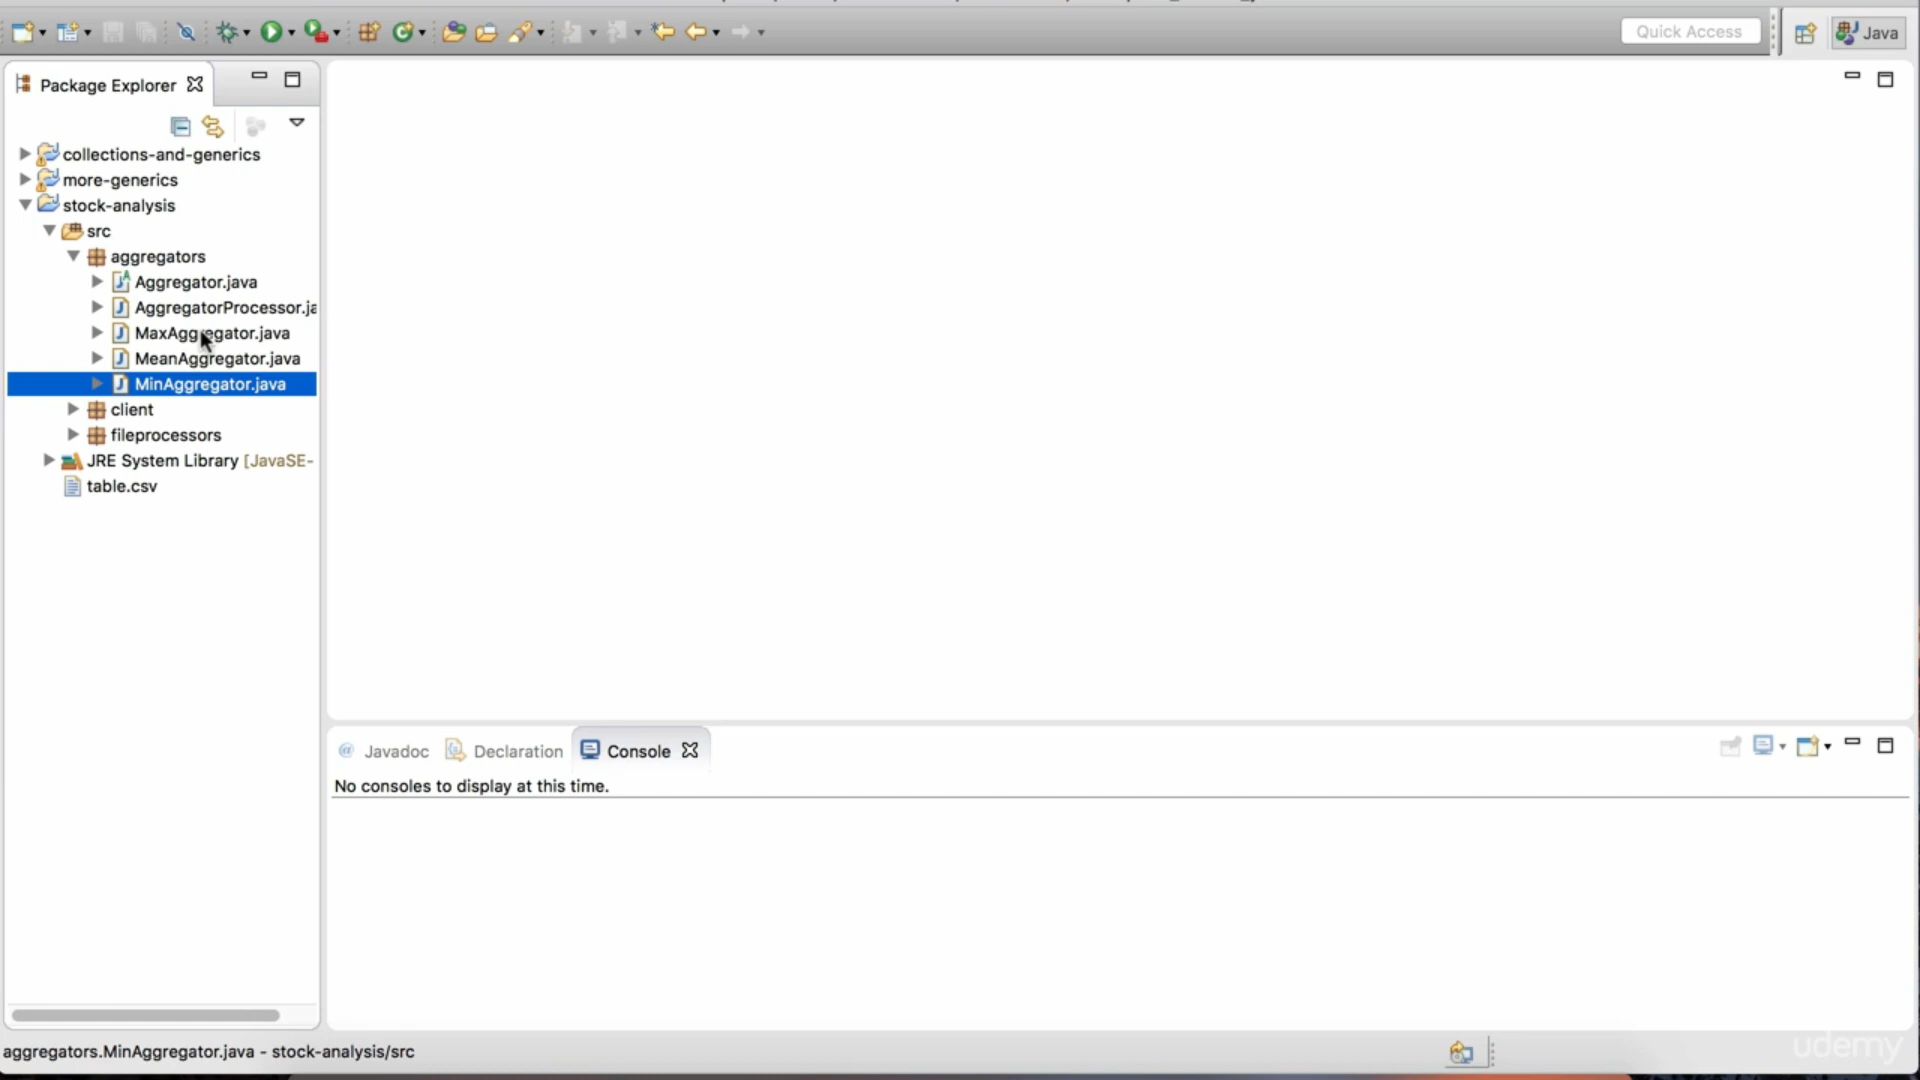 Quick Access
Java
Package Explorer
collections-and-generics
more-generics
stock-analysis
src
aggregators
Aggregator.java
AggregatorProcessor.ja
MaxAggregator.java
MeanAggregator.java
MinAggregator.java
client
fileprocessors
JRE System Library [JavaSE-
table.csv
@ Javadoc
Declaration
Console
No consoles to display at this time.
aggregators.MinAggregator.java - stock-analysis/src
udemy